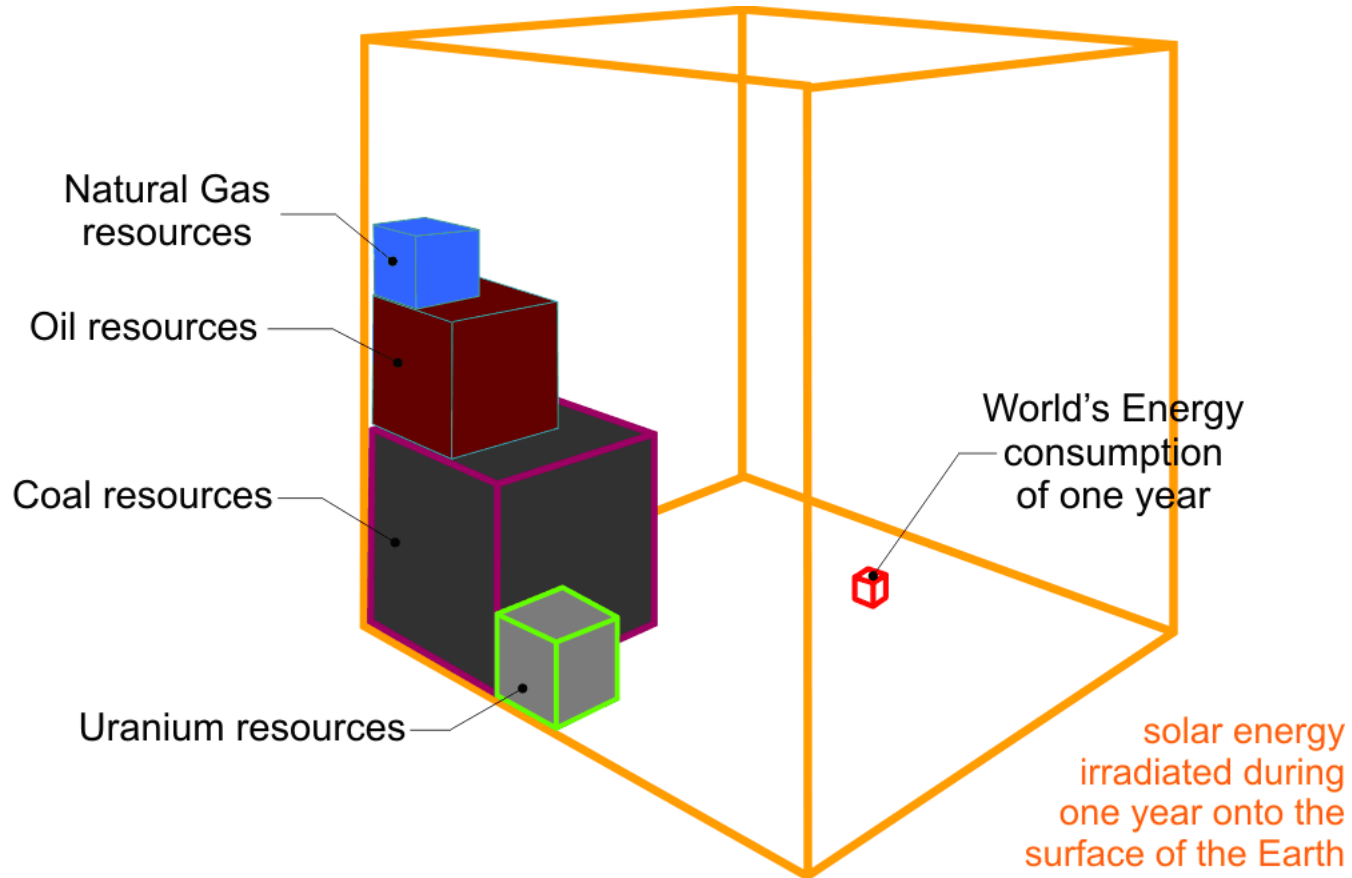 Natural Gas
resources
Oil resources
World’s Energy
consumption
of one year
Coal resources
Uranium resources
solar energy
irradiated during
one year onto the
surface of the Earth